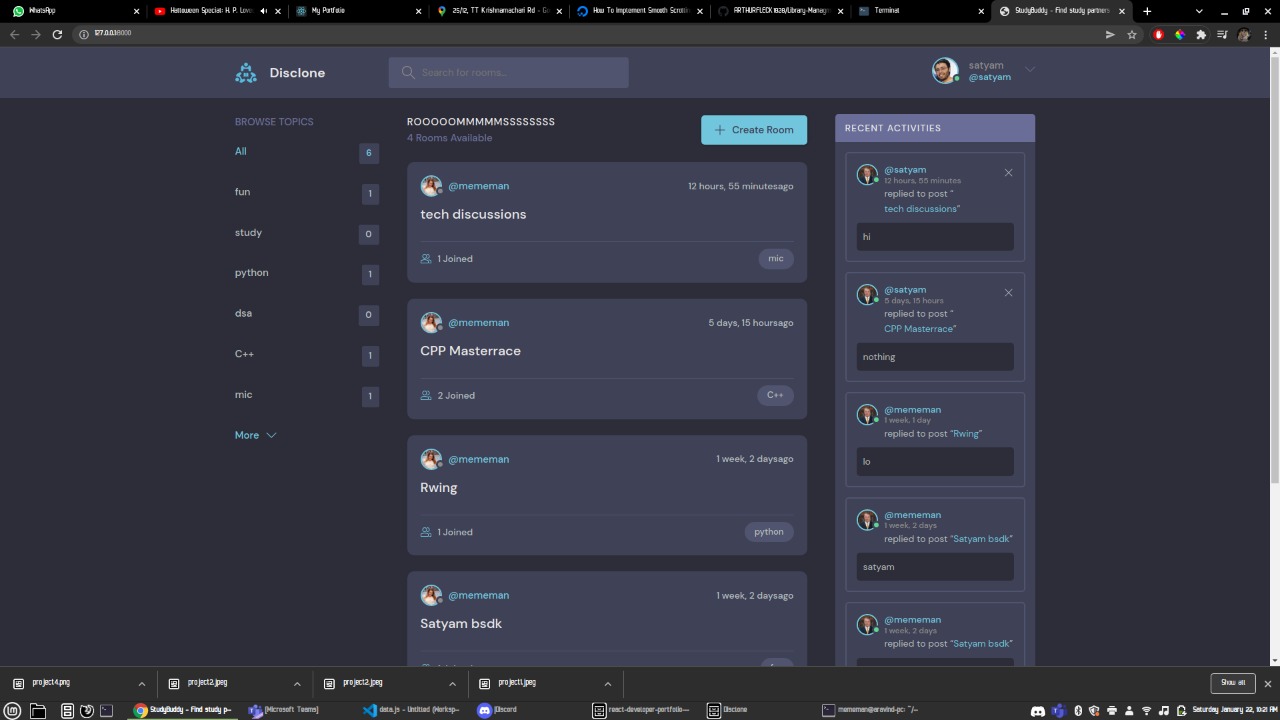 WhatsApp
Halloween Special: H. P. Love
My Portfolio
25/12, TT Krishnamachari Rd - Go
How To Implement Smooth Scrollin
ARTHURFLECK1828/Library-Manage
Terminal
StudyBuddy - Find study partners
127.0.0.1:8000
Disclone
Search for rooms...
satyam
@satyam
BROWSE TOPICS
All 6
fun 1
study 0
python 1
dsa 0
C++ 1
mic 1
More
ROOOOOMMMMMSSSSSSSS
4 Rooms Available
Create Room
@mememan 12 hours, 55 minutesago
tech discussions
1 Joined mic
@mememan 5 days, 15 hoursago
CPP Masterrace
2 Joined C++
@mememan 1 week, 2 daysago
Rwing
1 Joined python
@mememan 1 week, 2 daysago
Satyam bsdk
RECENT ACTIVITIES
@satyam
12 hours, 55 minutes
replied to post “
tech discussions”
hi
@satyam
5 days, 15 hours
replied to post “
CPP Masterrace”
nothing
@mememan
1 week, 1 day
replied to post “Rwing”
lo
@mememan
1 week, 2 days
replied to post “Satyam bsdk”
satyam
@mememan
1 week, 2 days
replied to post “Satyam bsdk”
project4.png
project2.jpeg
project2.jpeg
project1.jpeg
Show all
StudyBuddy - Find study p...
[Microsoft Teams]
data.js - Untitled (Worksp...
[Discord]
react-developer-portfolio-...
Disclone
mememan@aravind-pc: ~/...
Saturday January 22, 10:21 AM